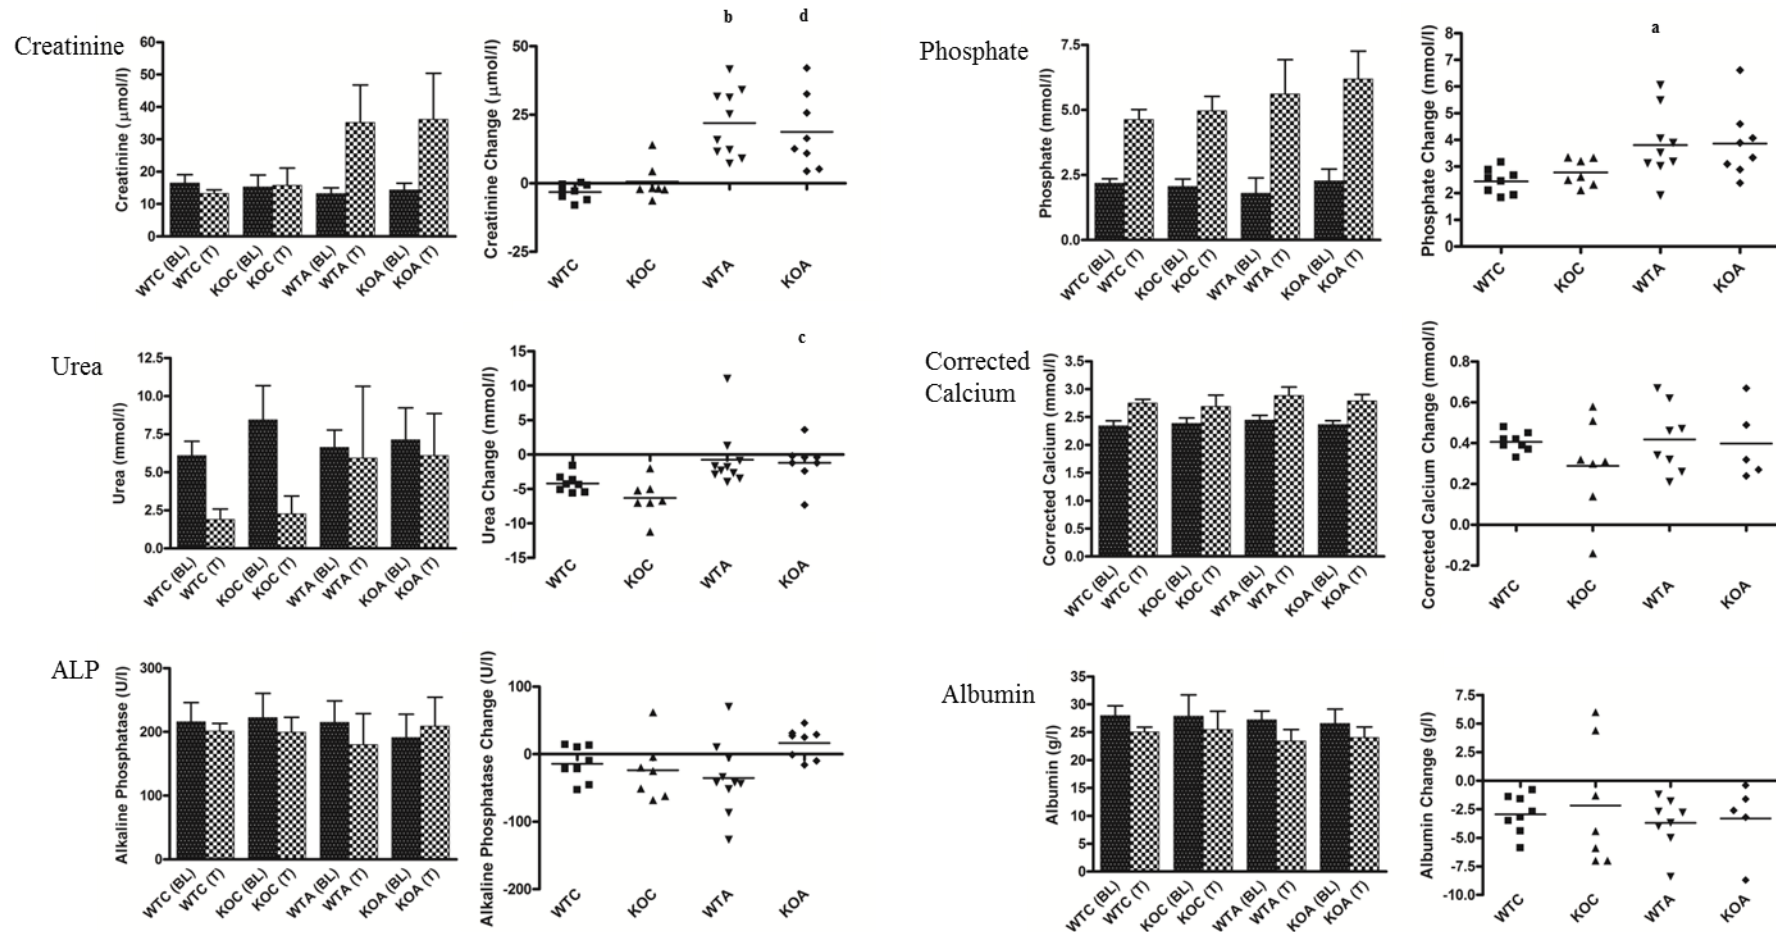 Creatinine
Creatinine (µmol/l)
60
50
40
30
20
10
0
WTC (BL)
WTC (T)
KOC (BL)
KOC (T)
WTA (BL)
WTA (T)
KOA (BL)
KOA (T)
b
d
Creatinine Change (µmol/l)
50
25
0
-25
WTC
KOC
WTA
KOA
Phosphate
Phosphate (mmol/l)
7.5
5.0
2.5
0.0
WTC (BL)
WTC (T)
KOC (BL)
KOC (T)
WTA (BL)
WTA (T)
KOA (BL)
KOA (T)
a
Phosphate Change (mmol/l)
8
7
6
5
4
3
2
1
0
WTC
KOC
WTA
KOA
Urea
Urea (mmol/l)
12.5
10.0
7.5
5.0
2.5
0.0
WTC (BL)
WTC (T)
KOC (BL)
KOC (T)
WTA (BL)
WTA (T)
KOA (BL)
KOA (T)
c
Urea Change (mmol/l)
15
10
5
0
-5
-10
-15
WTC
KOC
WTA
KOA
Corrected
Calcium
Corrected Calcium (mmol/l)
3.5
3.0
2.5
2.0
1.5
1.0
0.5
0.0
WTC (BL)
WTC (T)
KOC (BL)
KOC (T)
WTA (BL)
WTA (T)
KOA (BL)
KOA (T)
Corrected Calcium Change (mmol/l)
0.8
0.6
0.4
0.2
0.0
-0.2
WTC
KOC
WTA
KOA
ALP
Alkaline Phosphatase (U/l)
300
200
100
0
WTC (BL)
WTC (T)
KOC (BL)
KOC (T)
WTA (BL)
WTA (T)
KOA (BL)
KOA (T)
Alkaline Phosphatase Change (U/l)
100
0
-100
-200
WTC
KOC
WTA
KOA
Albumin
Albumin (g/l)
35
30
25
20
15
10
5
0
WTC (BL)
WTC (T)
KOC (BL)
KOC (T)
WTA (BL)
WTA (T)
KOA (BL)
KOA (T)
Albumin Change (g/l)
7.5
5.0
2.5
0.0
-2.5
-5.0
-7.5
-10.0
WTC
KOC
WTA
KOA